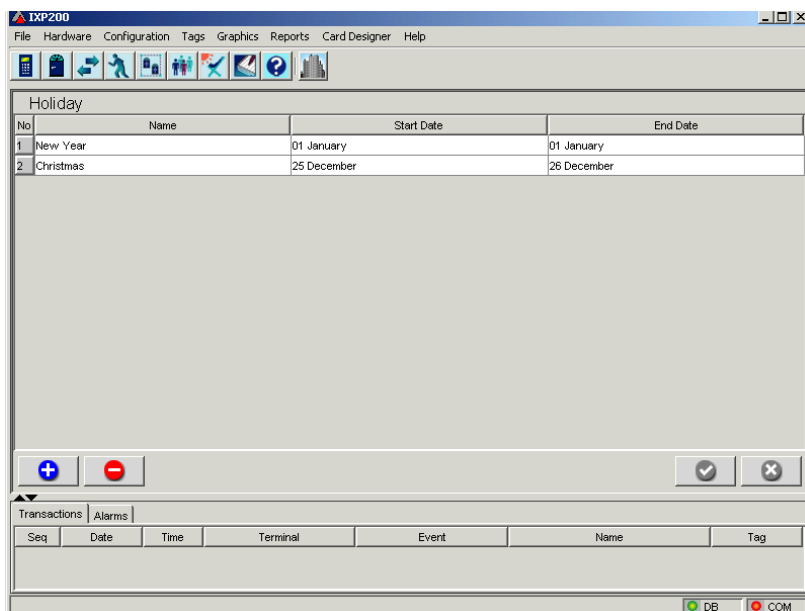 IXP200
File Hardware Configuration Tags Graphics Reports Card Designer Help
Holiday
No Name Start Date End Date
1 New Year 01 January 01 January
2 Christmas 25 December 26 December
Transactions Alarms
Seq Date Time Terminal Event Name Tag
DB COM